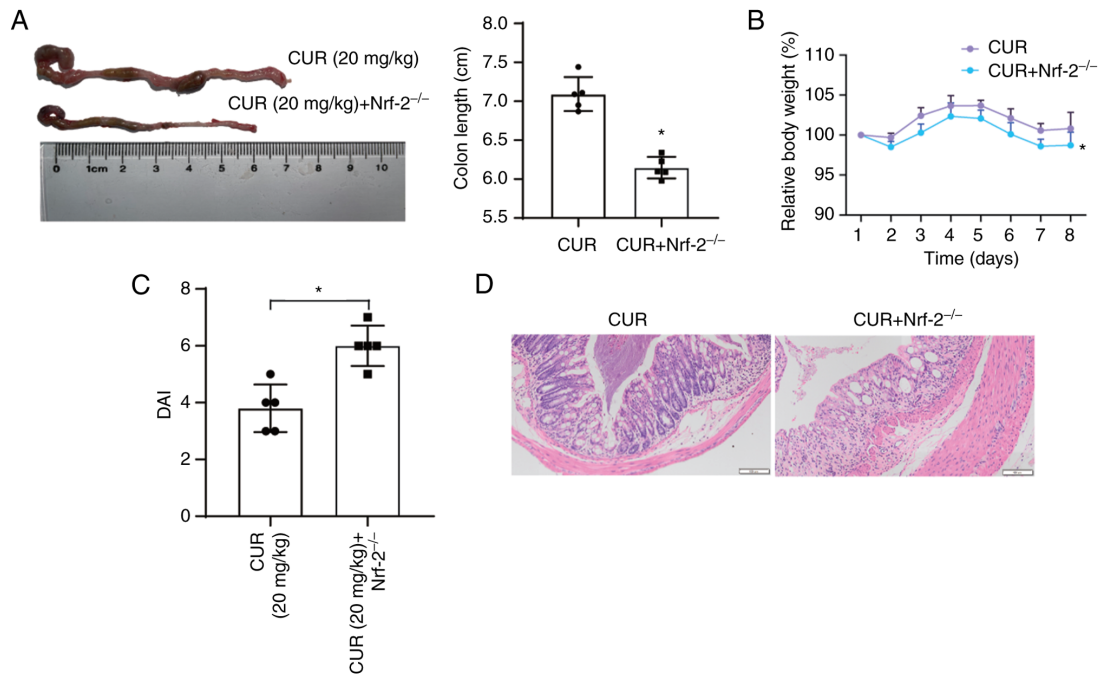 A
CUR (20 mg/kg)
CUR (20 mg/kg)+Nrf-2⁻/⁻
0 1cm 2 3 4 5 6 7 8 9 10
Colon length (cm)
8.0
7.5
7.0
6.5
6.0
5.5
*
CUR CUR+Nrf-2⁻/⁻
B
Relative body weight (%)
110
105
100
95
90
CUR
CUR+Nrf-2⁻/⁻
*
1 2 3 4 5 6 7 8
Time (days)
C
DAI
8
6
4
2
0
*
CUR
(20 mg/kg)
CUR (20 mg/kg)+
Nrf-2⁻/⁻
D
CUR
CUR+Nrf-2⁻/⁻